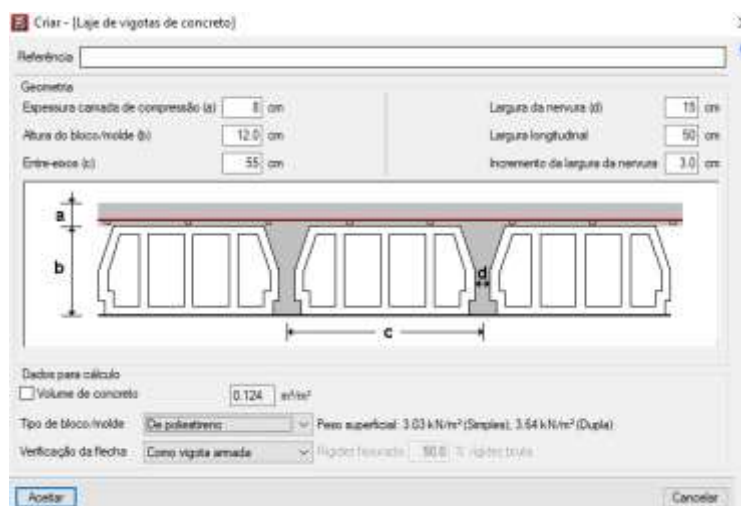 Criar - [Laje de vigotas de concreto]
Referência
Geometria
Espessura camada de compressão (a) 8 cm
Largura da nervura (d) 15 cm
Altura do bloco/molde (b) 12.0 cm
Largura longitudinal 50 cm
Entre-eixos (c) 55 cm
Incremento da largura da nervura 3.0 cm
a
b
d
c
Dados para cálculo
Volume de concreto 0.124 m³/m²
Tipo de bloco/molde De poliestireno Peso superficial: 3.03 kN/m² (Simples), 3.64 kN/m² (Dupla)
Verificação da flecha Como vigota armada Rigidez fissurada 50.0 % rigidez bruta
Aceitar Cancelar